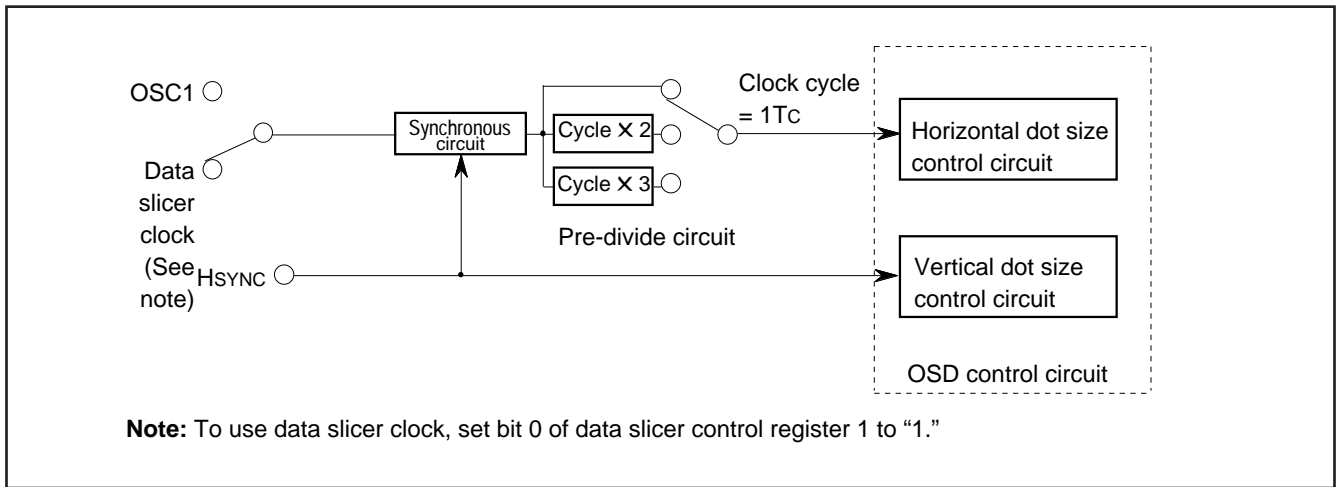 OSC1
Data
slicer
clock
(See
note)
HSYNC
Synchronous
circuit
Cycle × 2
Cycle × 3
Pre-divide circuit
Clock cycle
= 1TC
Horizontal dot size
control circuit
Vertical dot size
control circuit
OSD control circuit
Note: To use data slicer clock, set bit 0 of data slicer control register 1 to “1.”